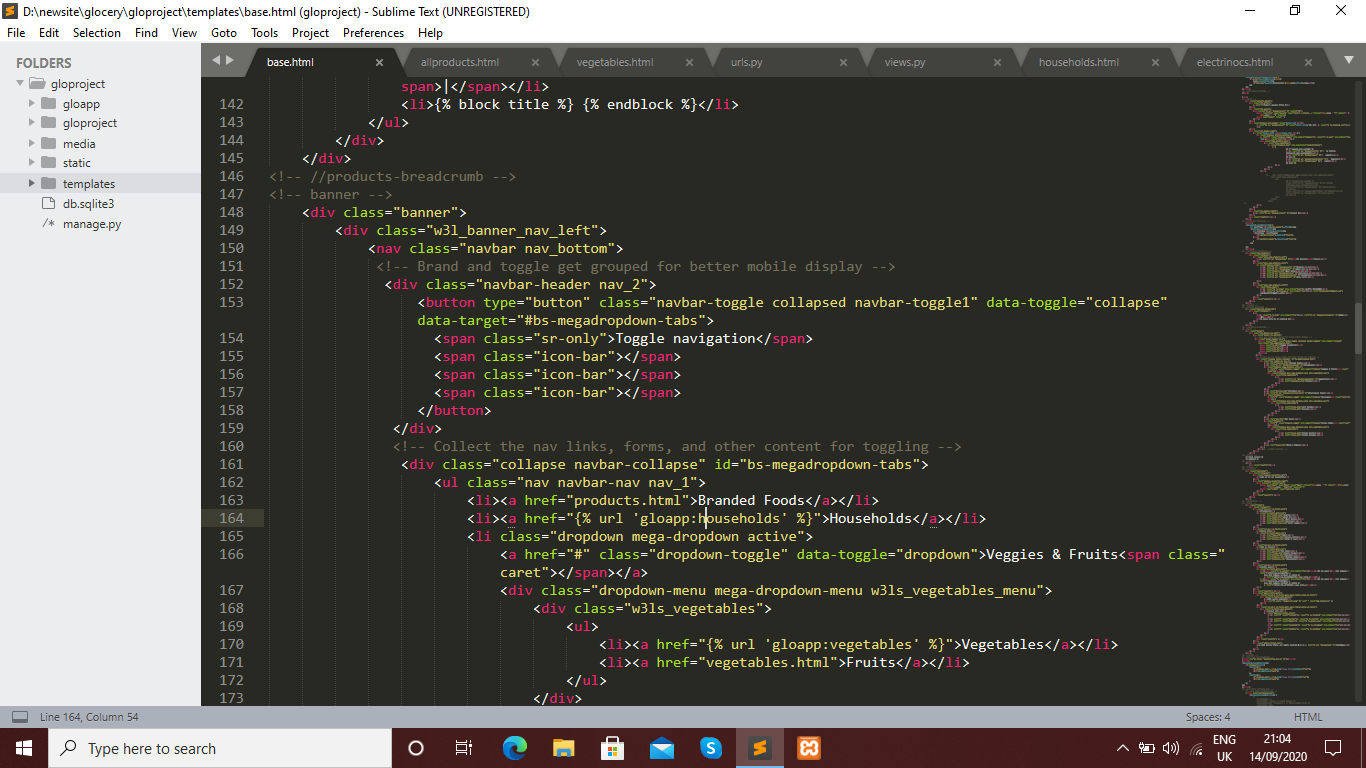 D:\newsite\glocery\gloproject\templates\base.html (gloproject) - Sublime Text (UNREGISTERED)
File Edit Selection Find View Goto Tools Project Preferences Help
FOLDERS
gloproject
gloapp
gloproject
media
static
templates
db.sqlite3
/* manage.py
base.html × allproducts.html × vegetables.html × urls.py × views.py × households.html × electrinocs.html ×
span>|</span></li>
142 <li>{% block title %} {% endblock %}</li>
143 </ul>
144 </div>
145 </div>
146 <!-- //products-breadcrumb -->
147 <!-- banner -->
148 <div class="banner">
149 <div class="w3l_banner_nav_left">
150 <nav class="navbar nav_bottom">
151 <!-- Brand and toggle get grouped for better mobile display -->
152 <div class="navbar-header nav_2">
153 <button type="button" class="navbar-toggle collapsed navbar-toggle1" data-toggle="collapse"
data-target="#bs-megadropdown-tabs">
154 <span class="sr-only">Toggle navigation</span>
155 <span class="icon-bar"></span>
156 <span class="icon-bar"></span>
157 <span class="icon-bar"></span>
158 </button>
159 </div>
160 <!-- Collect the nav links, forms, and other content for toggling -->
161 <div class="collapse navbar-collapse" id="bs-megadropdown-tabs">
162 <ul class="nav navbar-nav nav_1">
163 <li><a href="products.html">Branded Foods</a></li>
164 <li><a href="{% url 'gloapp:households' %}">Households</a></li>
165 <li class="dropdown mega-dropdown active">
166 <a href="#" class="dropdown-toggle" data-toggle="dropdown">Veggies & Fruits<span class="
caret"></span></a>
167 <div class="dropdown-menu mega-dropdown-menu w3ls_vegetables_menu">
168 <div class="w3ls_vegetables">
169 <ul>
170 <li><a href="{% url 'gloapp:vegetables' %}">Vegetables</a></li>
171 <li><a href="vegetables.html">Fruits</a></li>
172 </ul>
173 </div>
Line 164, Column 54 Spaces: 4 HTML
Type here to search
ENG 21:04
UK 14/09/2020